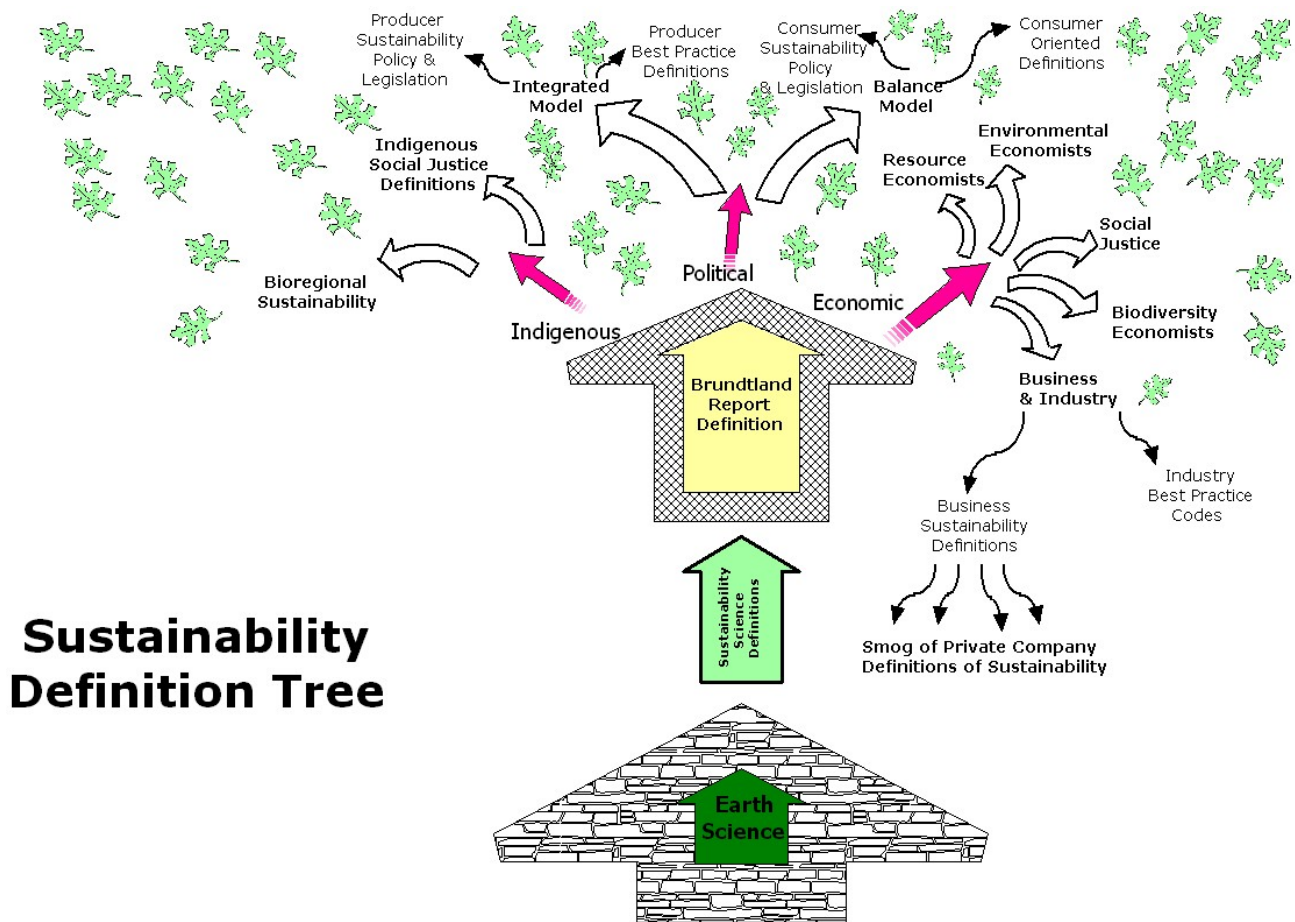 Producer
Sustainability
Policy &
Legislation
Producer
Best Practice
Definitions
Integrated
Model
Consumer
Sustainability
Policy
& Legislation
Balance
Model
Consumer
Oriented
Definitions
Indigenous
Social Justice
Definitions
Resource
Economists
Environmental
Economists
Social
Justice
Bioregional
Sustainability
Political
Indigenous
Economic
Biodiversity
Economists
Business
& Industry
Brundtland
Report
Definition
Industry
Best Practice
Codes
Business
Sustainability
Definitions
Smog of Private Company
Definitions of Sustainability
Sustainability
Science
Definitions
Sustainability
Definition Tree
Earth
Science